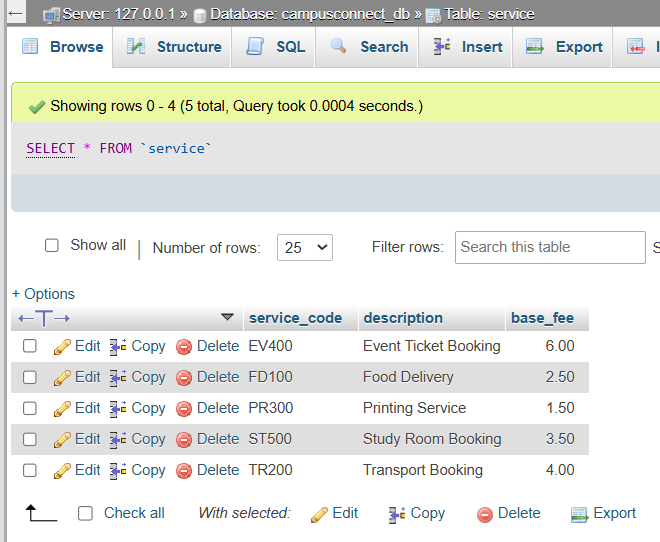 Server: 127.0.0.1 » Database: campusconnect_db » Table: service
Browse Structure SQL Search Insert Export
Showing rows 0 - 4 (5 total, Query took 0.0004 seconds.)
SELECT * FROM `service`
Show all | Number of rows: 25 Filter rows: Search this table
+ Options
←T→ service_code description base_fee
Edit Copy Delete EV400 Event Ticket Booking 6.00
Edit Copy Delete FD100 Food Delivery 2.50
Edit Copy Delete PR300 Printing Service 1.50
Edit Copy Delete ST500 Study Room Booking 3.50
Edit Copy Delete TR200 Transport Booking 4.00
Check all With selected: Edit Copy Delete Export